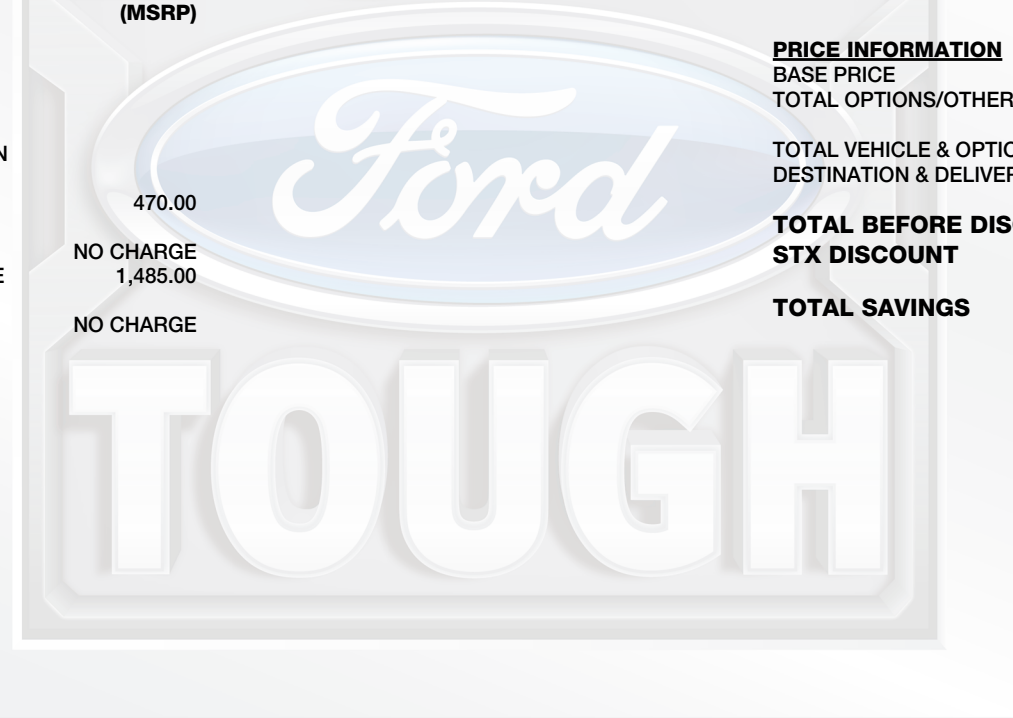 (MSRP)
N
470.00
NO CHARGE
E 1,485.00
NO CHARGE
PRICE INFORMATION
BASE PRICE
TOTAL OPTIONS/OTHER
TOTAL VEHICLE & OPTIO
DESTINATION & DELIVER
TOTAL BEFORE DIS
STX DISCOUNT
TOTAL SAVINGS
Ford
TOUGH